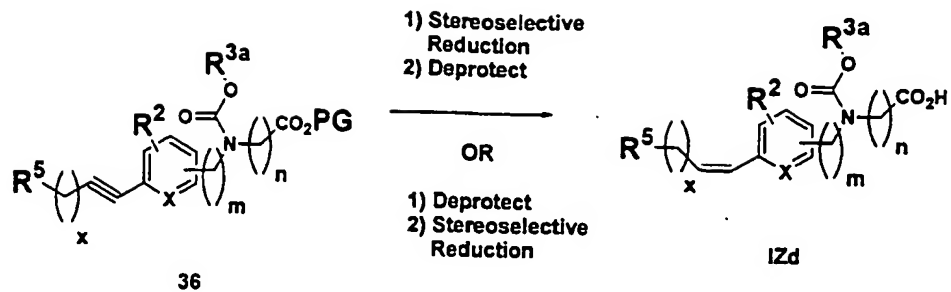 1) Stereoselective
Reduction
2) Deprotect
OR
1) Deprotect
2) Stereoselective
Reduction
R3a
O
O
R2
N
CO2PG
n
R5
x
X
m
36
R3a
O
O
R2
N
CO2H
n
R5
x
X
m
IZd